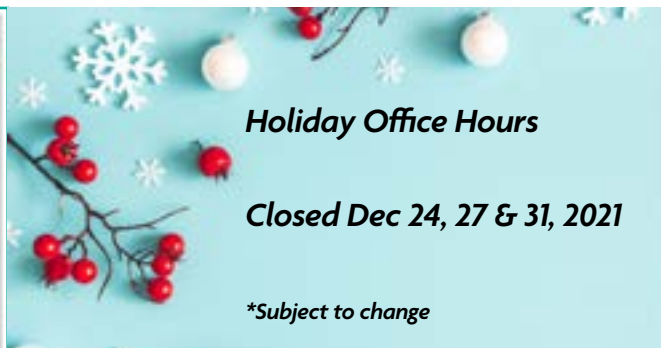 Holiday Office Hours
Closed Dec 24, 27 & 31, 2021
*Subject to change